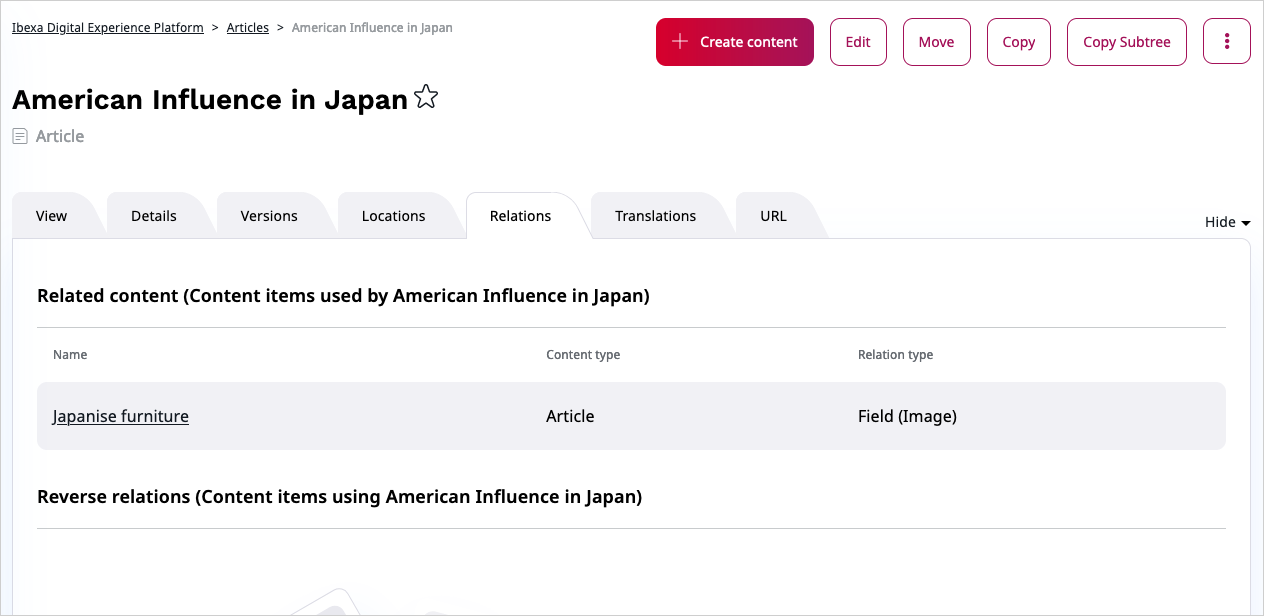 Ibexa Digital Experience Platform > Articles > American Influence in Japan
Create content Edit Move Copy Copy Subtree
American Influence in Japan
Article
View Details Versions Locations Relations Translations URL
Hide
Related content (Content items used by American Influence in Japan)
Name Content type Relation type
Japanise furniture Article Field (Image)
Reverse relations (Content items using American Influence in Japan)